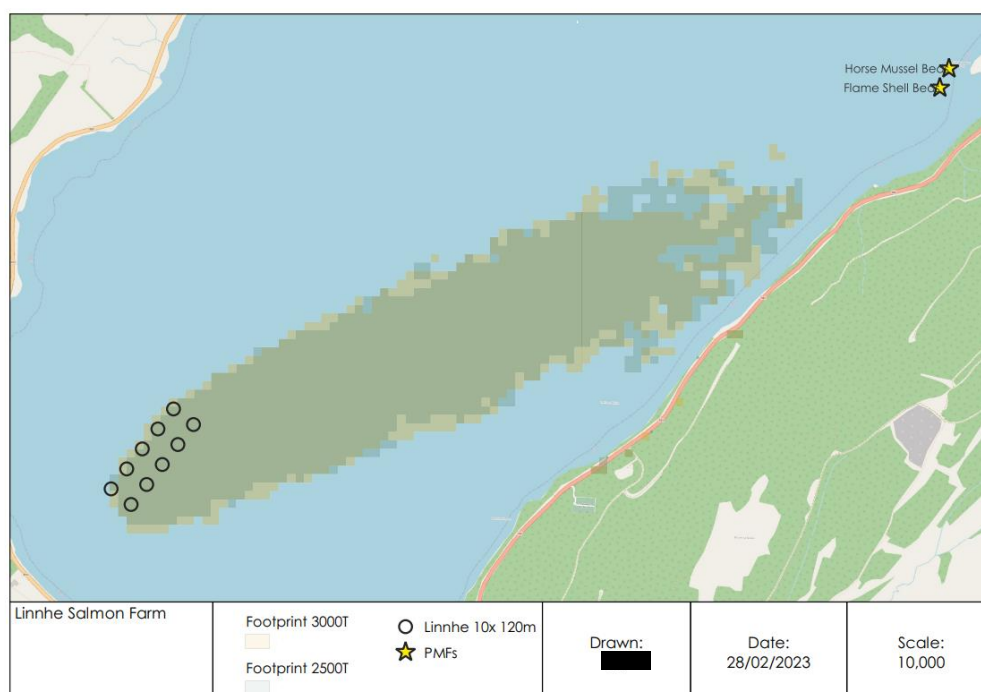 Horse Mussel Bed
Flame Shell Bed
Linnhe Salmon Farm
Footprint 3000T
Footprint 2500T
Linnhe 10x 120m
PMFs
Drawn:
Date:
28/02/2023
Scale:
10,000